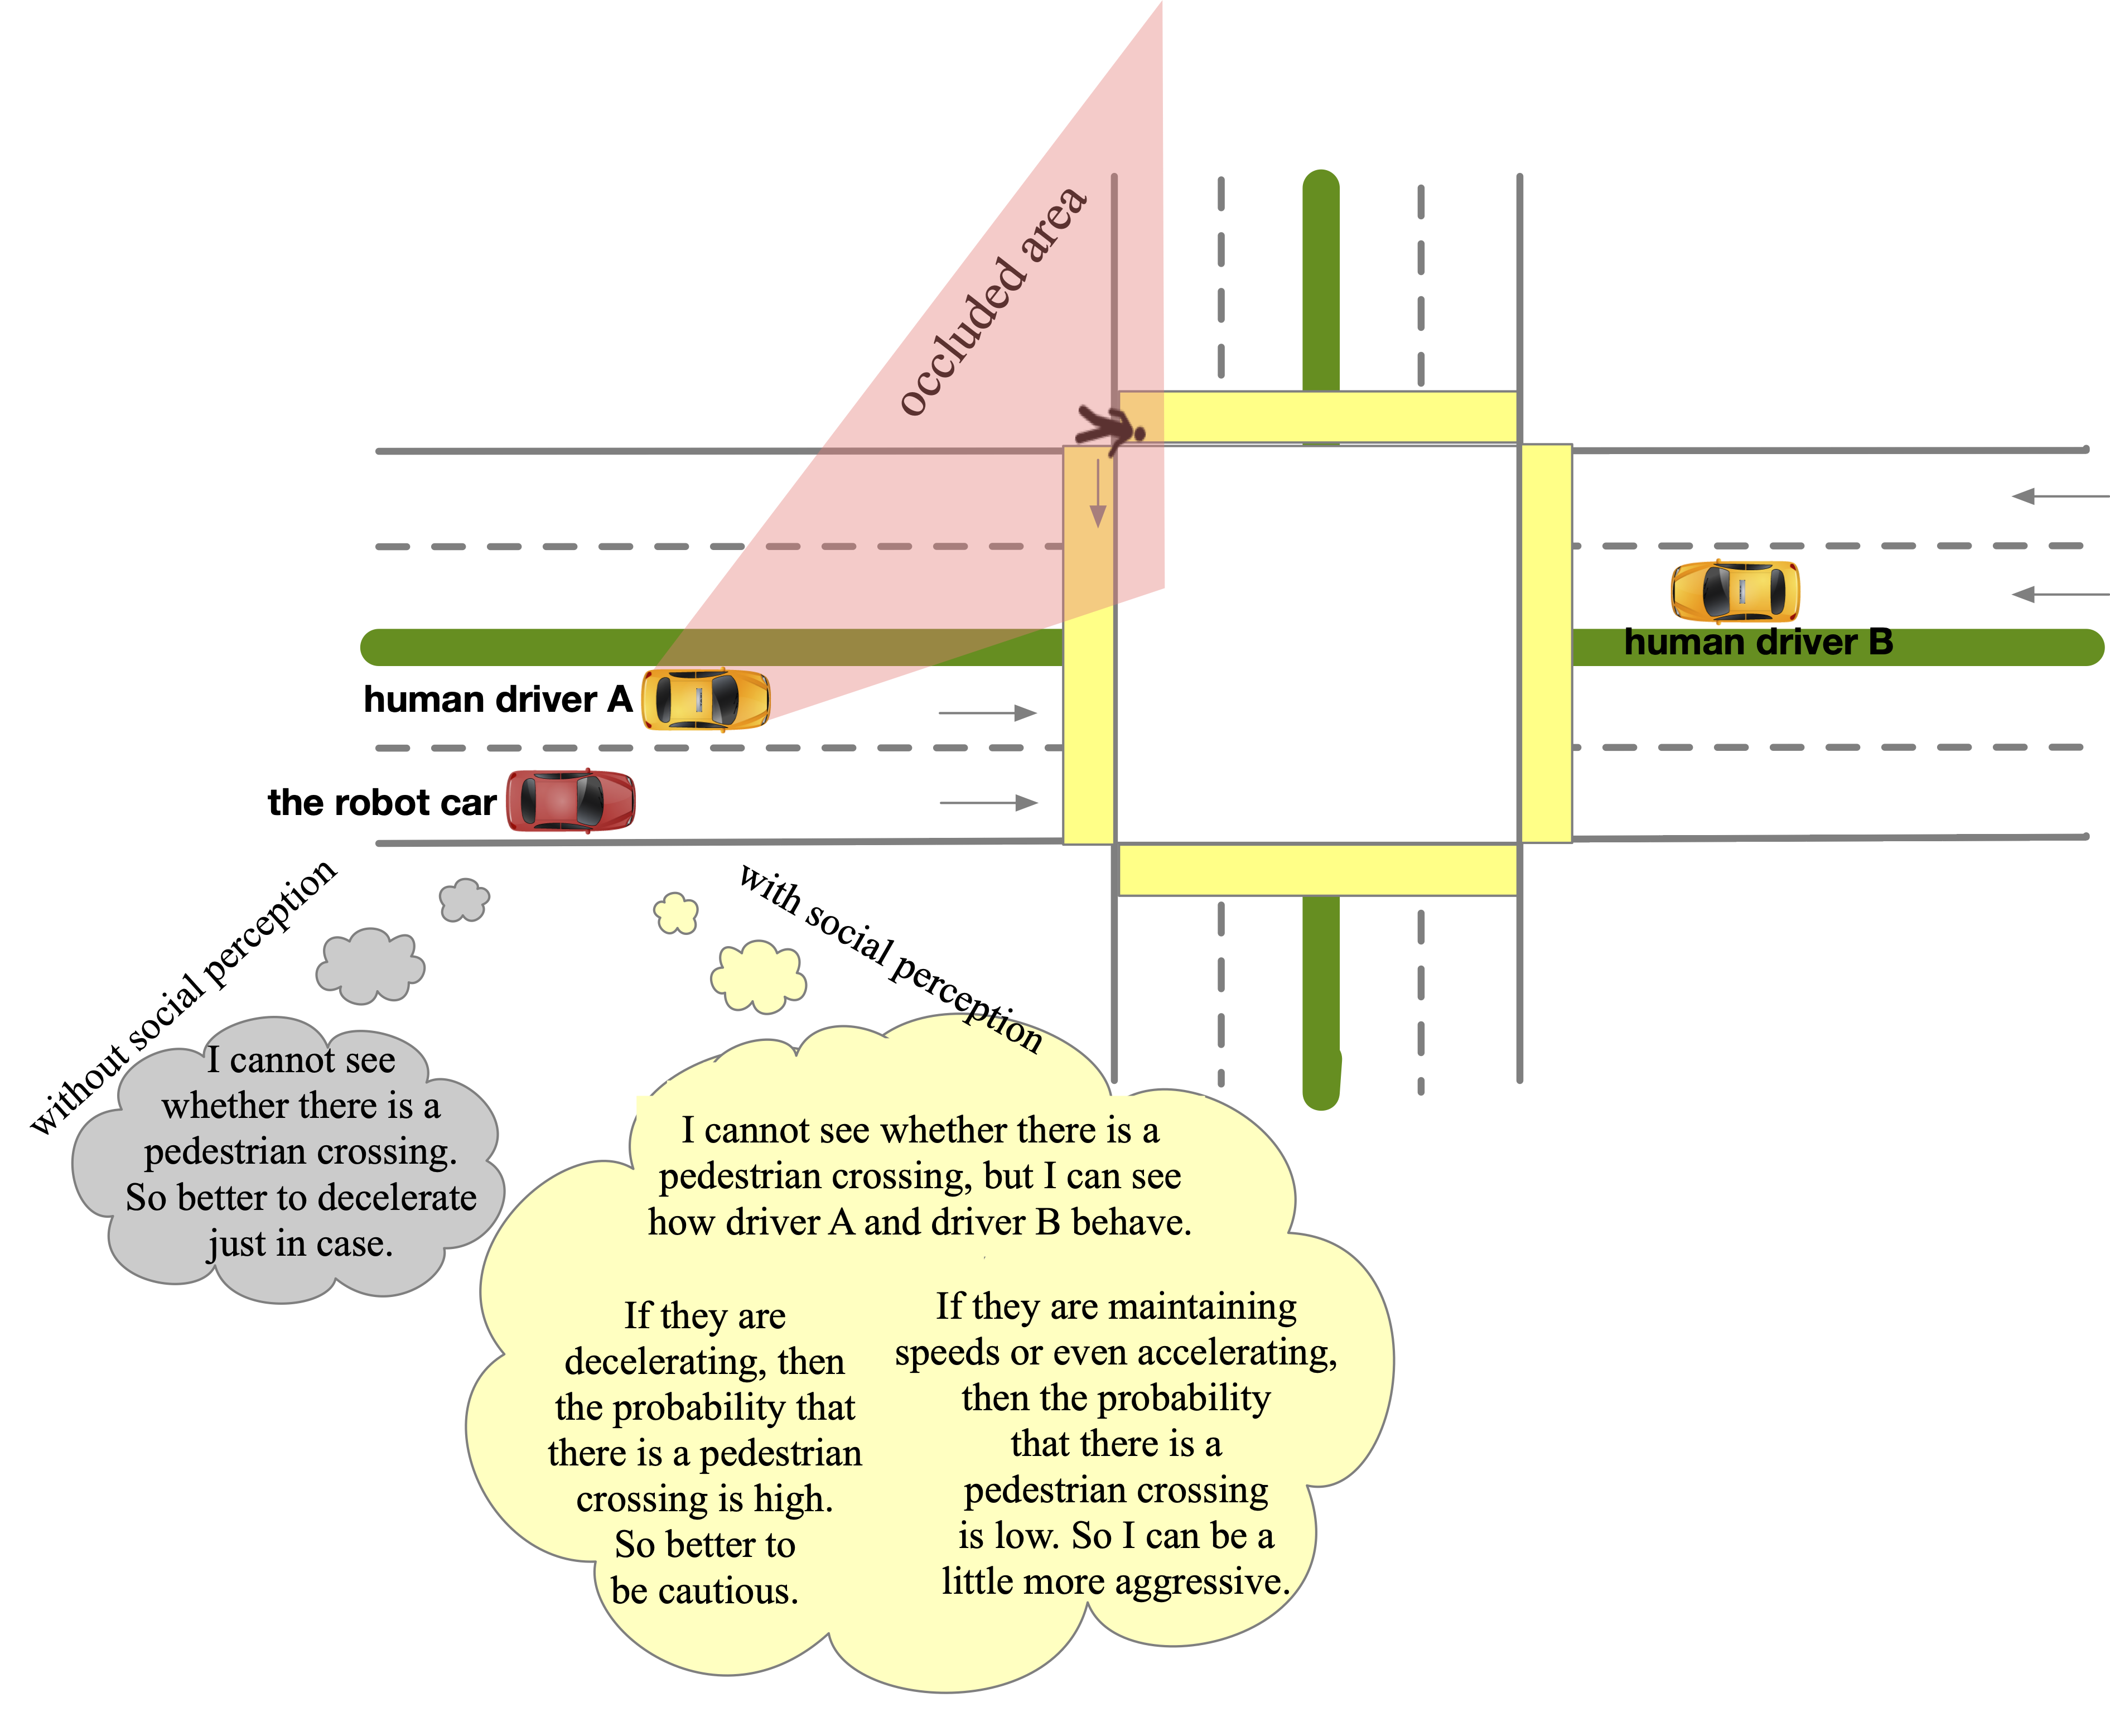 occluded area
human driver B
human driver A
the robot car
without social perception
with social perception
I cannot see
whether there is a
pedestrian crossing.
So better to decelerate
just in case.
I cannot see whether there is a
pedestrian crossing, but I can see
how driver A and driver B behave.
If they are
decelerating, then
the probability that
there is a pedestrian
crossing is high.
So better to
be cautious.
If they are maintaining
speeds or even accelerating,
then the probability
that there is a
pedestrian crossing
is low. So I can be a
little more aggressive.